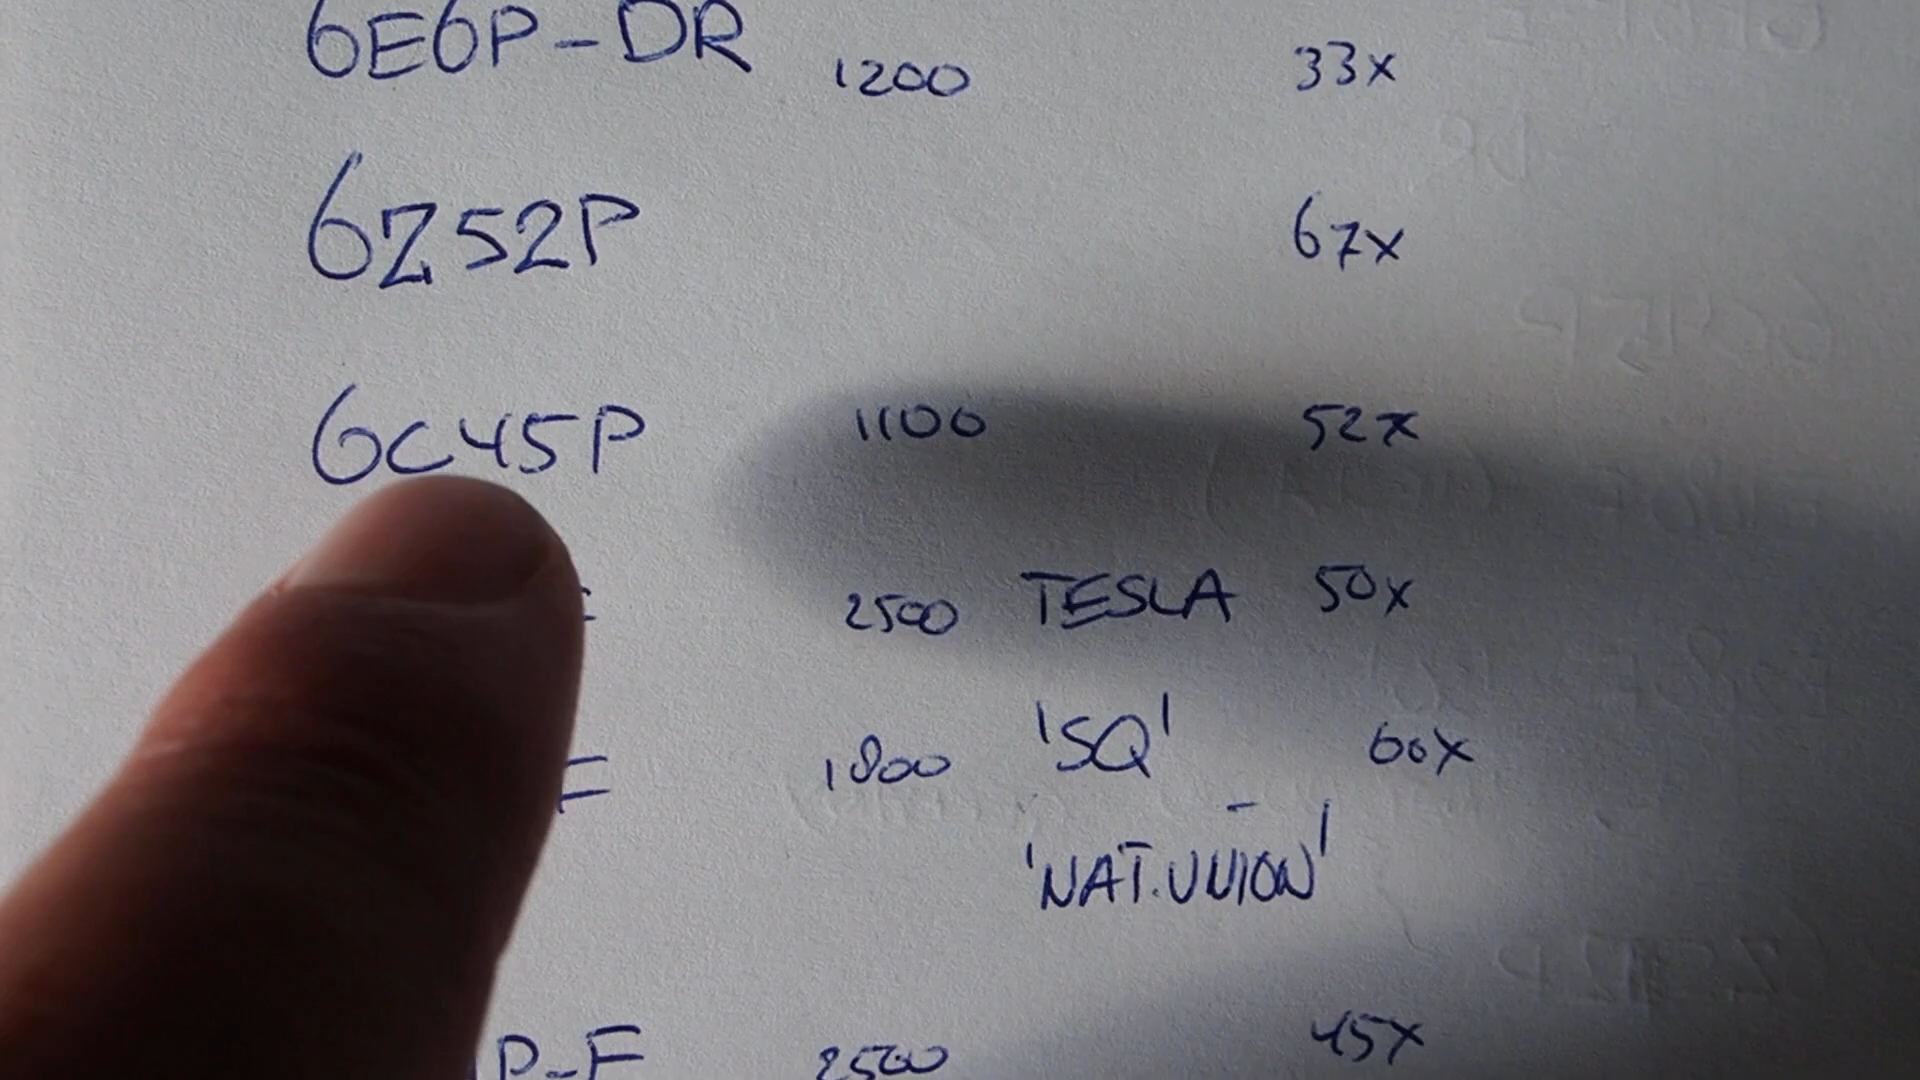 6E6P-DR 1200 33x
6Z52P 67x
6C45P 1100 52x
2500 TESLA 50x
F 1800 'SQ' 60x
'NAT.UNION'
P-F 2500 45x